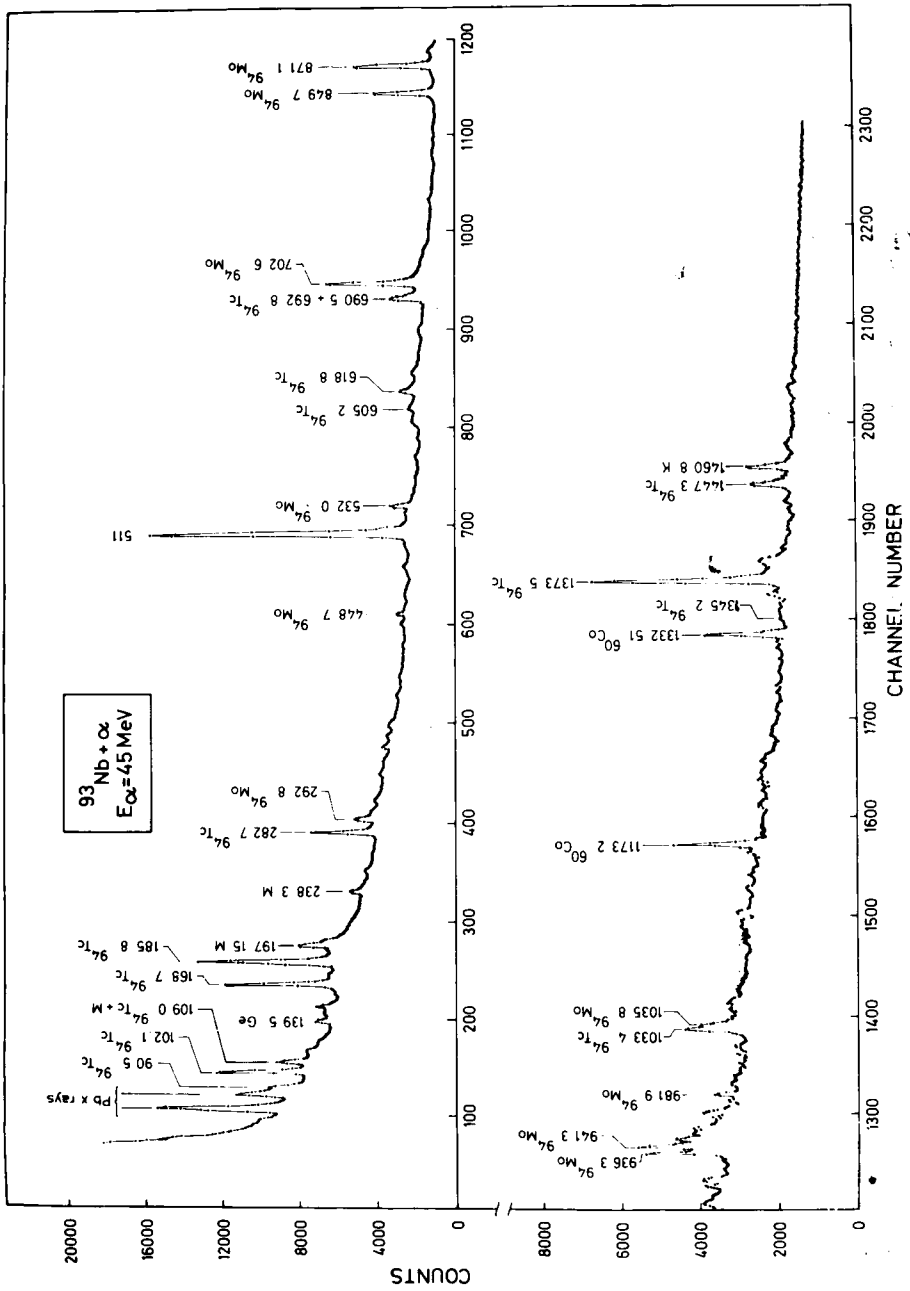 93Nb + α
Eα = 45 MeV
COUNTS
20000
16000
12000
8000
4000
0
Pb x rays
90.5 94Tc
102.1 94Tc
109.0 94Tc + M
139.5 Ge
168.7 94Tc
185.8 94Tc
197.15 M
238.3 M
282.7 94Tc
292.8 94Mo
448.7 94Mo
511
532.0 94Mo
605.2 94Tc
618.8 94Tc
690.5 + 692.8 94Tc
702.6 94Mo
849.7 94Mo
871.1 94Mo
100
200
300
400
500
600
700
800
900
1000
1100
1200
8000
6000
4000
2000
0
936.3 94Mo
941.3 94Mo
981.9 94Mo
1033.4 94Tc
1035.8 94Mo
1173.2 60Co
1332.51 60Co
1345.2 94Tc
1373.5 94Tc
1447.3 94Tc
1460.8 K
1300
1400
1500
1600
1700
1800
1900
2000
2100
2200
2300
CHANNEL NUMBER